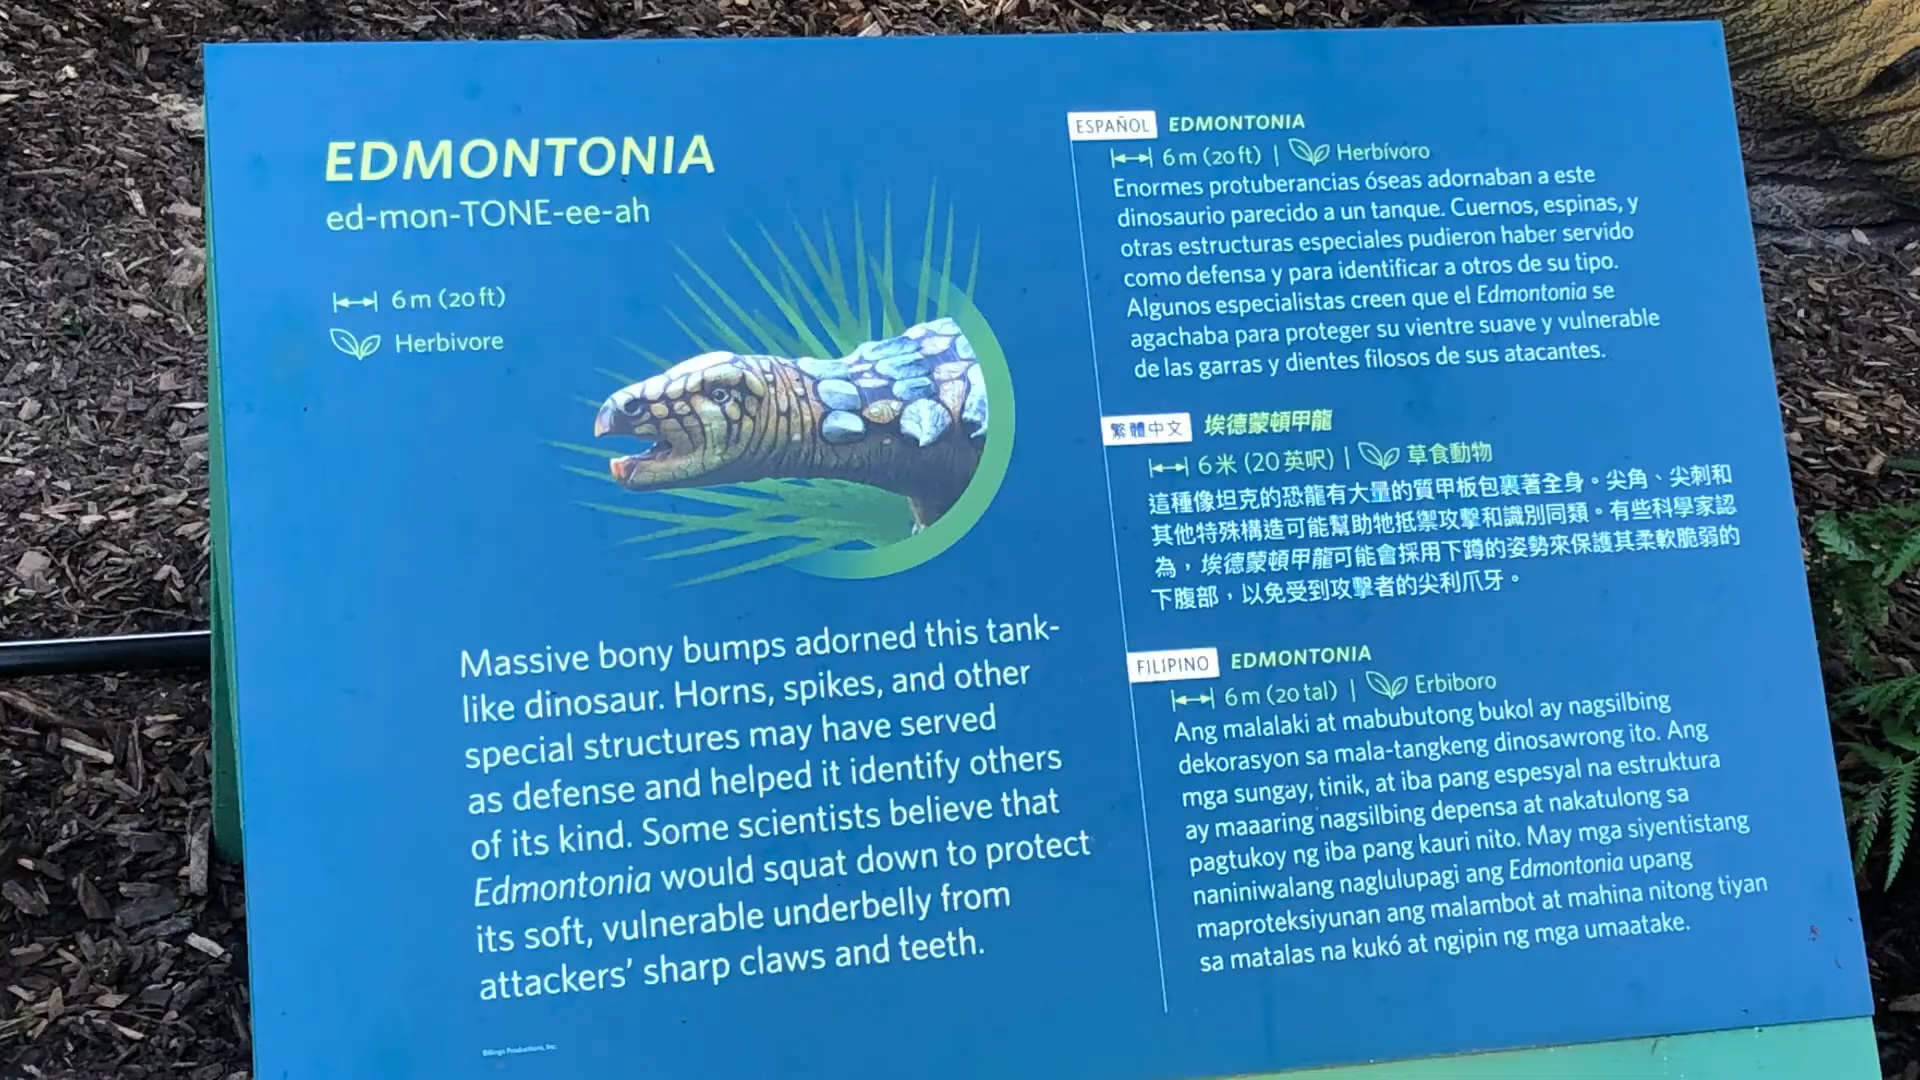 EDMONTONIA
ed-mon-TONE-ee-ah
6 m (20 ft)
Herbivore
Massive bony bumps adorned this tank-
like dinosaur. Horns, spikes, and other
special structures may have served
as defense and helped it identify others
of its kind. Some scientists believe that
Edmontonia would squat down to protect
its soft, vulnerable underbelly from
attackers’ sharp claws and teeth.
Billings Productions, Inc.
ESPAÑOL EDMONTONIA
6 m (20 ft) | Herbívoro
Enormes protuberancias óseas adornaban a este
dinosaurio parecido a un tanque. Cuernos, espinas, y
otras estructuras especiales pudieron haber servido
como defensa y para identificar a otros de su tipo.
Algunos especialistas creen que el Edmontonia se
agachaba para proteger su vientre suave y vulnerable
de las garras y dientes filosos de sus atacantes.
繁體中文 埃德蒙頓甲龍
6 米 (20 英呎) | 草食動物
這種像坦克的恐龍有大量的質甲板包裹著全身。尖角、尖刺和
其他特殊構造可能幫助牠抵禦攻擊和識別同類。有些科學家認
為，埃德蒙頓甲龍可能會採用下蹲的姿勢來保護其柔軟脆弱的
下腹部，以免受到攻擊者的尖利爪牙。
FILIPINO EDMONTONIA
6 m (20 tal) | Erbiboro
Ang malalaki at mabubutong bukol ay nagsilbing
dekorasyon sa mala-tangkeng dinosawrong ito. Ang
mga sungay, tinik, at iba pang espesyal na estruktura
ay maaaring nagsilbing depensa at nakatulong sa
pagtukoy ng iba pang kauri nito. May mga siyentistang
naniniwalang naglulupagi ang Edmontonia upang
maproteksiyunan ang malambot at mahina nitong tiyan
sa matalas na kukó at ngipin ng mga umaatake.